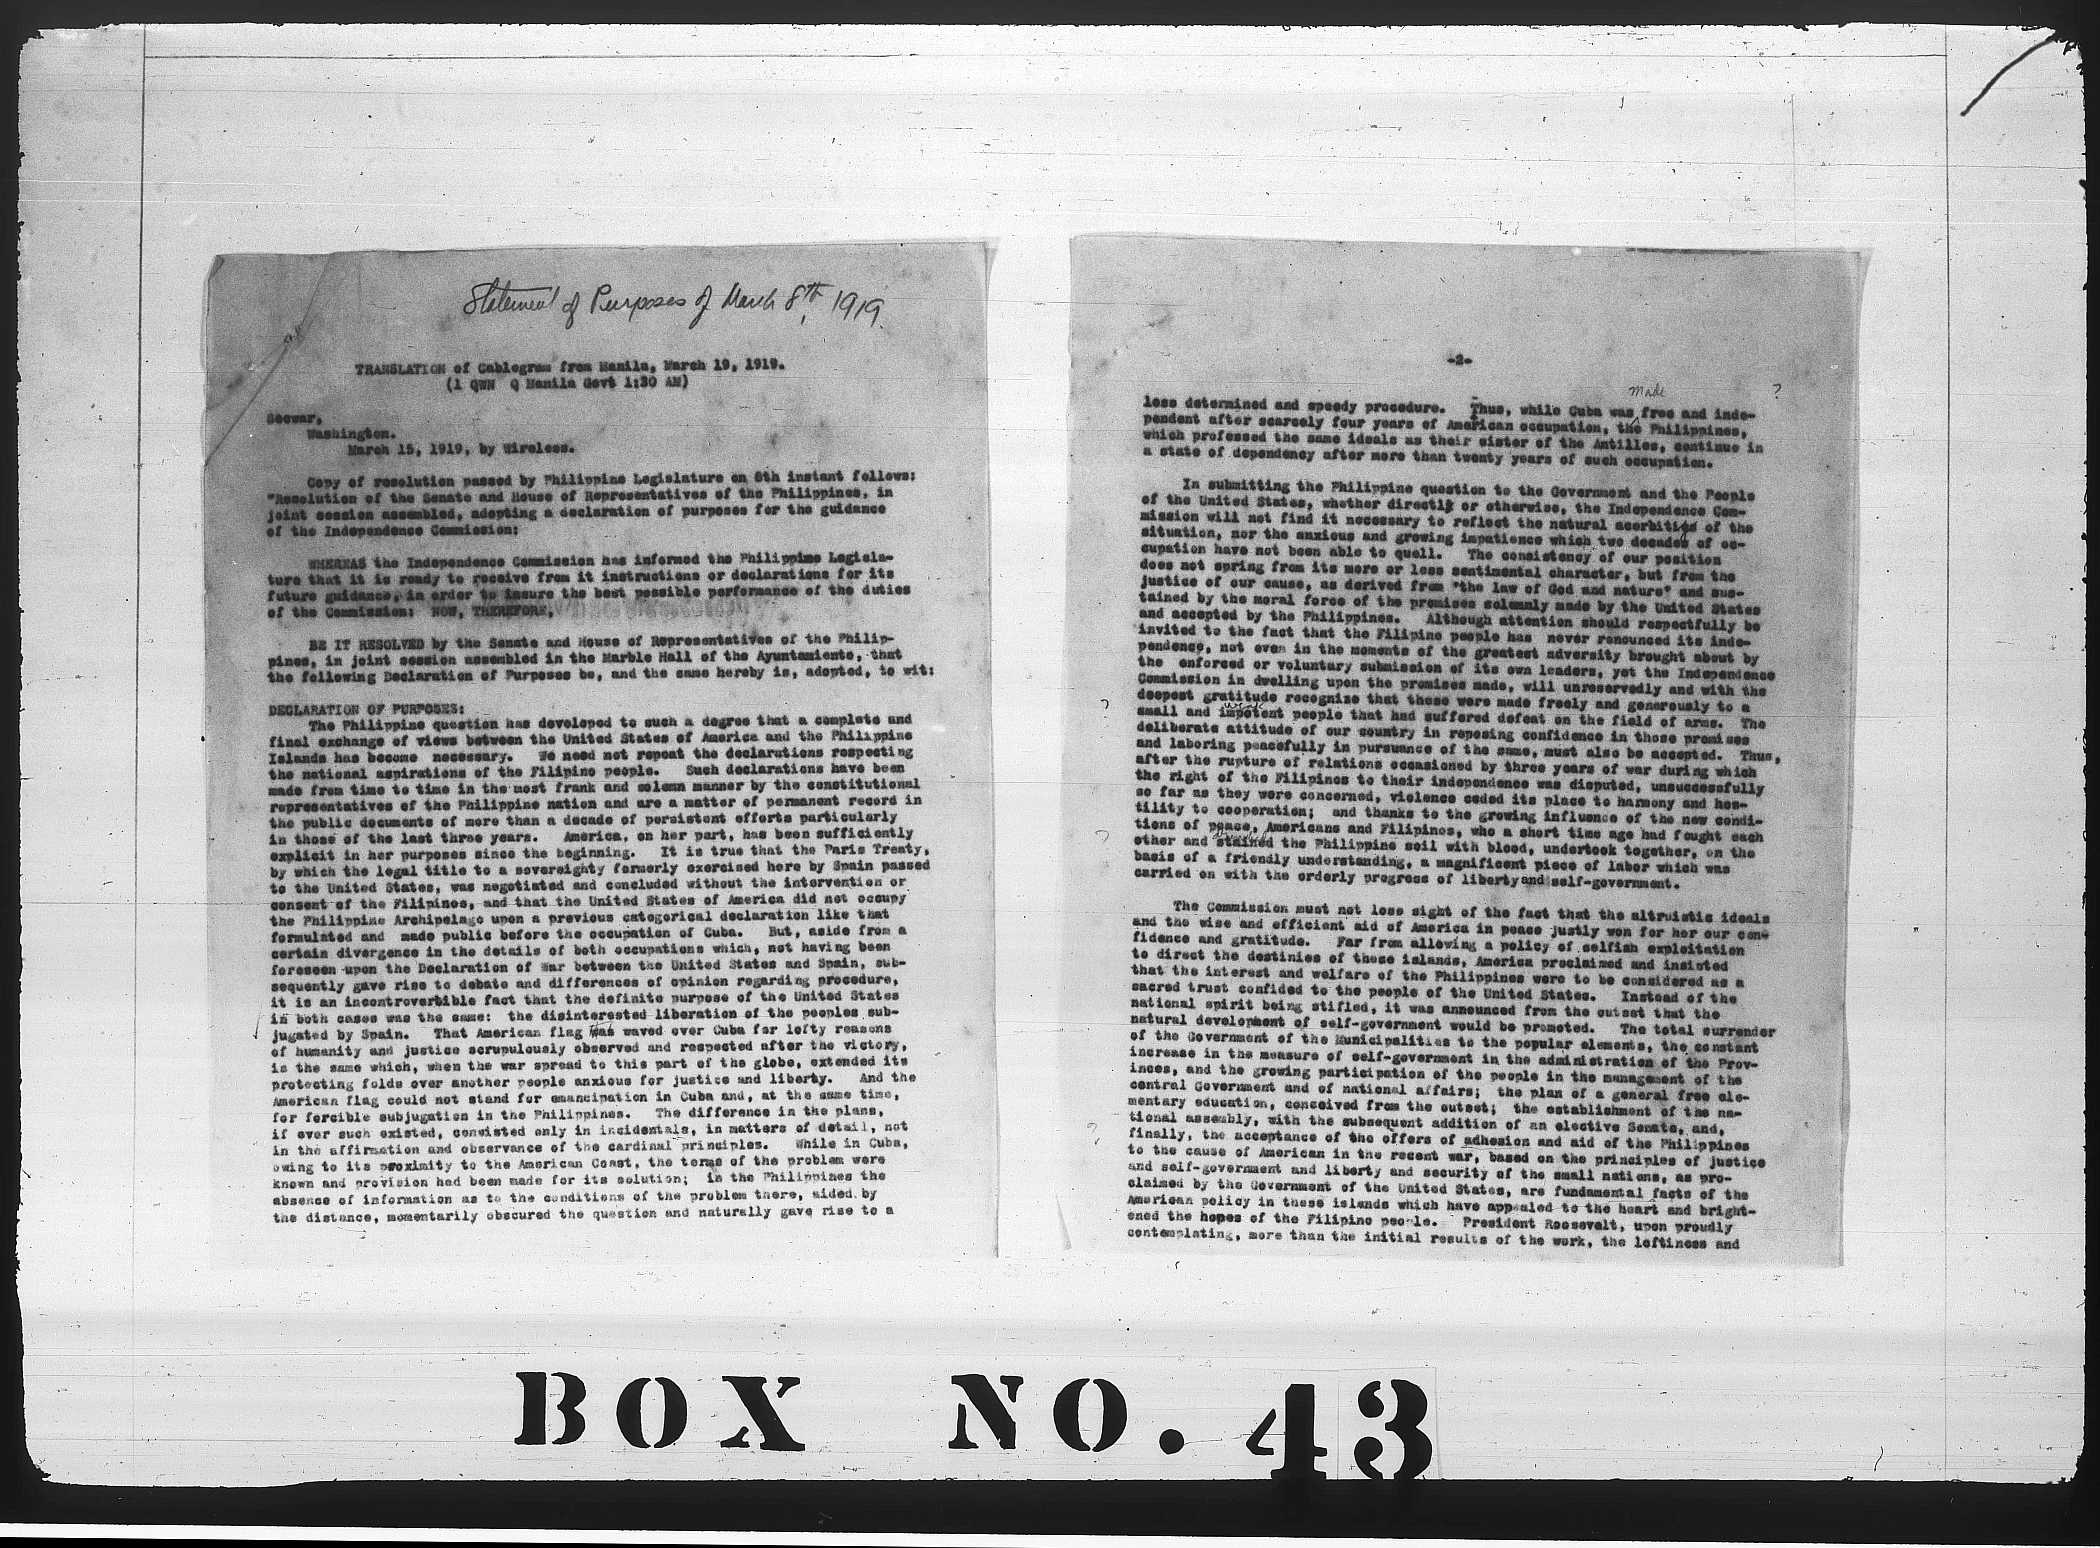 Statement of Purposes of March 8th, 1919.
TRANSLATION of Cablegram from Manila, March 19, 1919.
(1 QWN Q Manila Govt 1:30 AM)
Secwar,
Washington.
March 15, 1919, by Wireless.
Copy of resolution passed by Philippine Legislature on 8th instant follows:
"Resolution of the Senate and House of Representatives of the Philippines, in
joint session assembled, adopting a declaration of purposes for the guidance
of the Independence Commission:
WHEREAS the Independence Commission has informed the Philippine Legisla-
ture that it is ready to receive from it instructions or declarations for its
future guidance, in order to insure the best possible performance of the duties
of the Commission: NOW, THEREFORE,
BE IT RESOLVED by the Senate and House of Representatives of the Philip-
pines, in joint session assembled in the Marble Hall of the Ayuntamiento, that
the following Declaration of Purposes be, and the same hereby is, adopted, to wit:
DECLARATION OF PURPOSES:
The Philippine question has developed to such a degree that a complete and
final exchange of views between the United States of America and the Philippine
Islands has become necessary. We need not repeat the declarations respecting
the national aspirations of the Filipino people. Such declarations have been
made from time to time in the most frank and solemn manner by the constitutional
representatives of the Philippine nation and are a matter of permanent record in
the public documents of more than a decade of persistent efforts particularly
in those of the last three years. America, on her part, has been sufficiently
explicit in her purposes since the beginning. It is true that the Paris Treaty,
by which the legal title to a sovereighty formerly exercised here by Spain passed
to the United States, was negotiated and concluded without the intervention or
consent of the Filipinos, and that the United States of America did not occupy
the Philippine Archipelago upon a previous categorical declaration like that
formulated and made public before the occupation of Cuba. But, aside from a
certain divergence in the details of both occupations which, not having been
foreseen upon the Declaration of War between the United States and Spain, sub-
sequently gave rise to debate and differences of opinion regarding procedure,
it is an incontrovertible fact that the definite purpose of the United States
in both cases was the same: the disinterested liberation of the peoples sub-
jugated by Spain. That American flag was waved over Cuba for lofty reasons
of humanity and justice scrupulously observed and respected after the victory,
is the same which, when the war spread to this part of the globe, extended its
protecting folds over another people anxious for justice and liberty. And the
American flag could not stand for emancipation in Cuba and, at the same time,
for forcible subjugation in the Philippines. The difference in the plans,
if ever such existed, consisted only in incidentals, in matters of detail, not
in the affirmation and observance of the cardinal principles. While in Cuba,
owing to its proximity to the American Coast, the terms of the problem were
known and provision had been made for its solution; in the Philippines the
absence of information as to the conditions of the problem there, aided by
the distance, momentarily obscured the question and naturally gave rise to a
-2-
made ?
less determined and speedy procedure. Thus, while Cuba was free and inde-
pendent after scarcely four years of American occupation, the Philippines,
which professed the same ideals as their sister of the Antilles, continue in
a state of dependency after more than twenty years of such occupation.
In submitting the Philippine question to the Government and the People
of the United States, whether directly or otherwise, the Independence Com-
mission will not find it necessary to reflect the natural acerbities of the
situation, nor the anxious and growing impatience which two decades of oc-
cupation have not been able to quell. The consistency of our position
does not spring from its more or less sentimental character, but from the
justice of our cause, as derived from "the law of God and nature" and sus-
tained by the moral force of the promises solemnly made by the United States
and accepted by the Philippines. Although attention should respectfully be
invited to the fact that the Filipino people has never renounced its inde-
pendence, not even in the moments of the greatest adversity brought about by
the enforced or voluntary submission of its own leaders, yet the Independence
Commission in dwelling upon the promises made, will unreservedly and with the
deepest gratitude recognize that these were made freely and generously to a
? weak
small and impotent people that had suffered defeat on the field of arms. The
deliberate attitude of our country in reposing confidence in those promises
and laboring peacefully in pursuance of the same, must also be accepted. Thus,
after the rupture of relations occasioned by three years of war during which
the right of the Filipinos to their independence was disputed, unsuccessfully
so far as they were concerned, violence ceded its place to harmony and hos-
tility to cooperation; and thanks to the growing influence of the new condi-
tions of peace, Americans and Filipinos, who a short time ago had fought each
?
other and stained the Philippine soil with blood, undertook together, on the
basis of a friendly understanding, a magnificent piece of labor which was
carried on with the orderly progress of liberty and self-government.
The Commission must not lose sight of the fact that the altruistic ideals
and the wise and efficient aid of America in peace justly won for her our con-
fidence and gratitude. Far from allowing a policy of selfish exploitation
to direct the destinies of these islands, America proclaimed and insisted
that the interest and welfare of the Philippines were to be considered as a
sacred trust confided to the people of the United States. Instead of the
national spirit being stifled, it was announced from the outset that the
natural development of self-government would be promoted. The total surrender
of the Government of the Municipalities to the popular elements, the constant
increase in the measure of self-government in the administration of the Prov-
inces, and the growing participation of the people in the management of the
central Government and of national affairs; the plan of a general free ele-
mentary education, conceived from the outset; the establishment of the na-
tional assembly, with the subsequent addition of an elective Senate, and,
?
finally, the acceptance of the offers of adhesion and aid of the Philippines
to the cause of American in the recent war, based on the principles of justice
and self-government and liberty and security of the small nations, as pro-
claimed by the Government of the United States, are fundamental facts of the
American policy in these islands which have appealed to the heart and bright-
ened the hopes of the Filipino people. President Roosevelt, upon proudly
contemplating, more than the initial results of the work, the loftiness and
BOX NO. 43